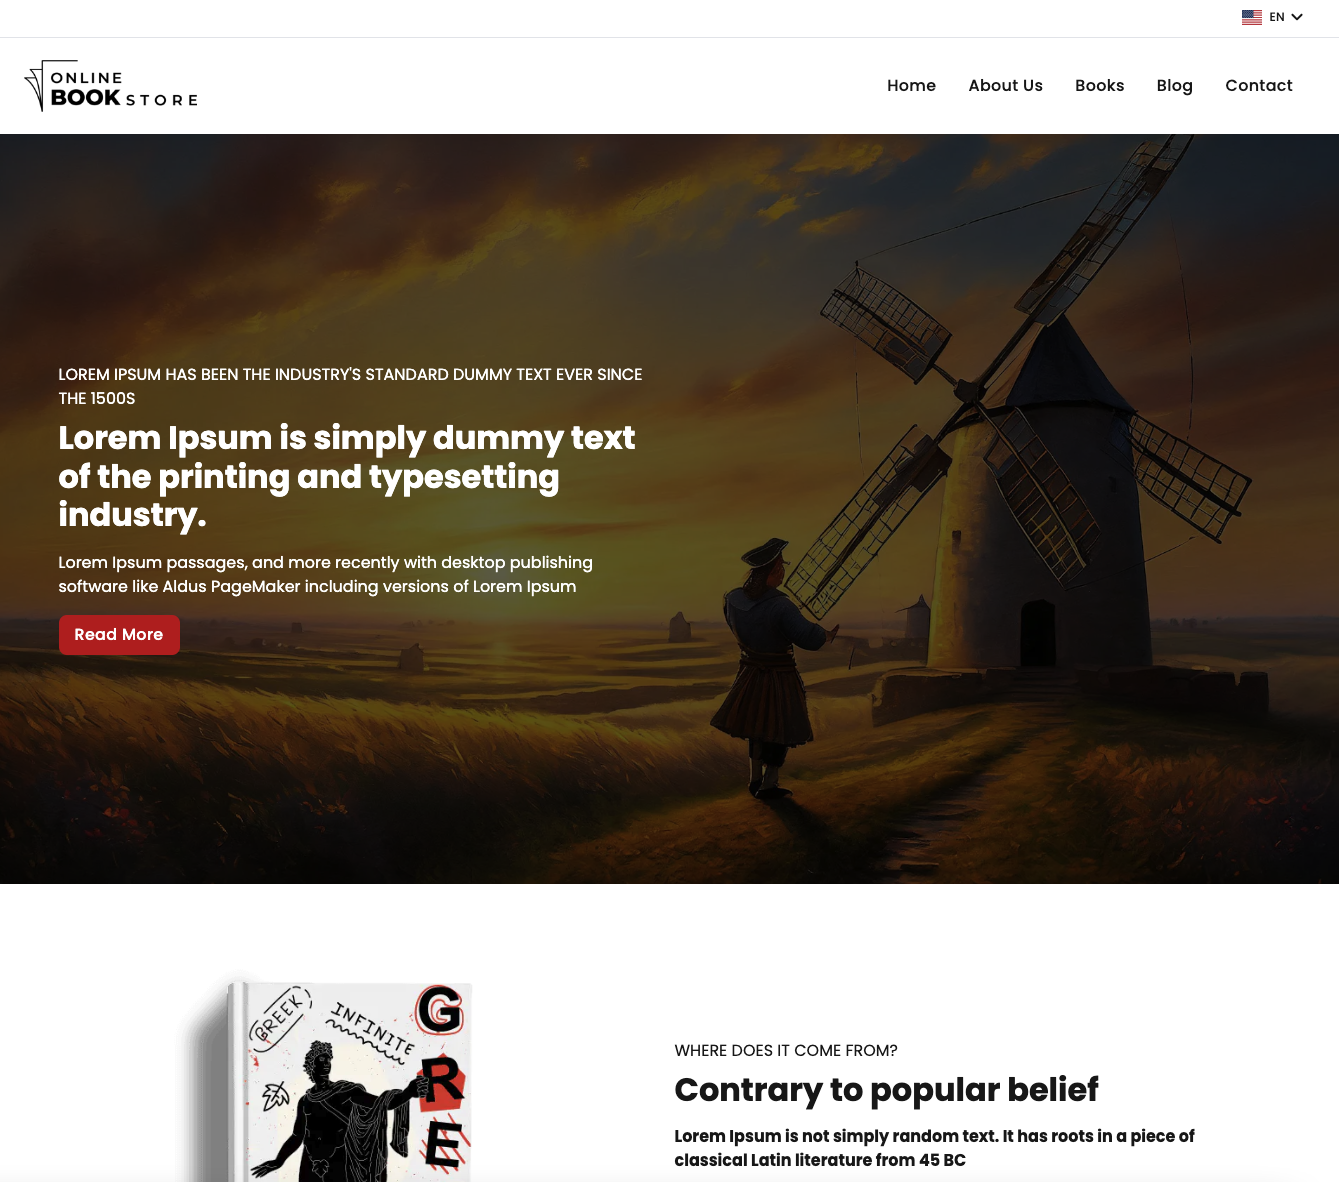 EN
ONLINE
BOOK STORE
Home About Us Books Blog Contact
LOREM IPSUM HAS BEEN THE INDUSTRY'S STANDARD DUMMY TEXT EVER SINCE
THE 1500S
Lorem Ipsum is simply dummy text
of the printing and typesetting
industry.
Lorem Ipsum passages, and more recently with desktop publishing
software like Aldus PageMaker including versions of Lorem Ipsum
Read More
GREEK
INFINITE
G
R
E
WHERE DOES IT COME FROM?
Contrary to popular belief
Lorem Ipsum is not simply random text. It has roots in a piece of
classical Latin literature from 45 BC